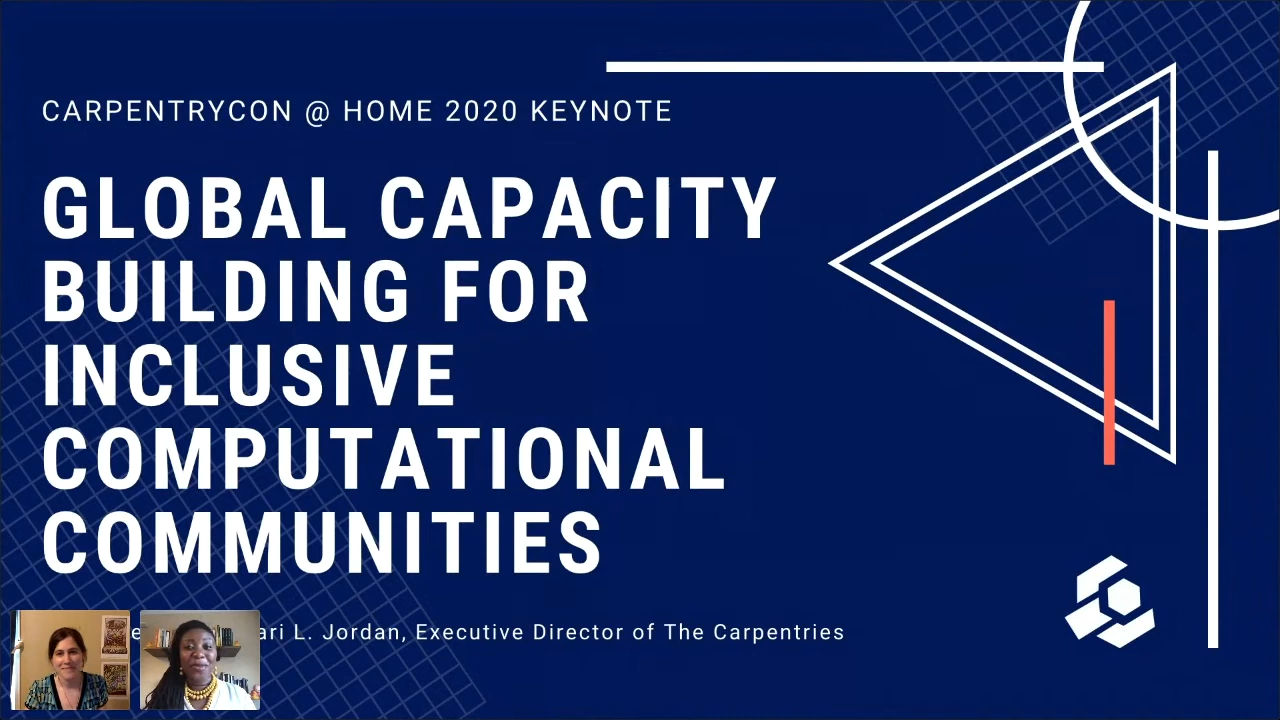 CARPENTRYCON @ HOME 2020 KEYNOTE
GLOBAL CAPACITY
BUILDING FOR
INCLUSIVE
COMPUTATIONAL
COMMUNITIES
L. Jordan, Executive Director of The Carpentries